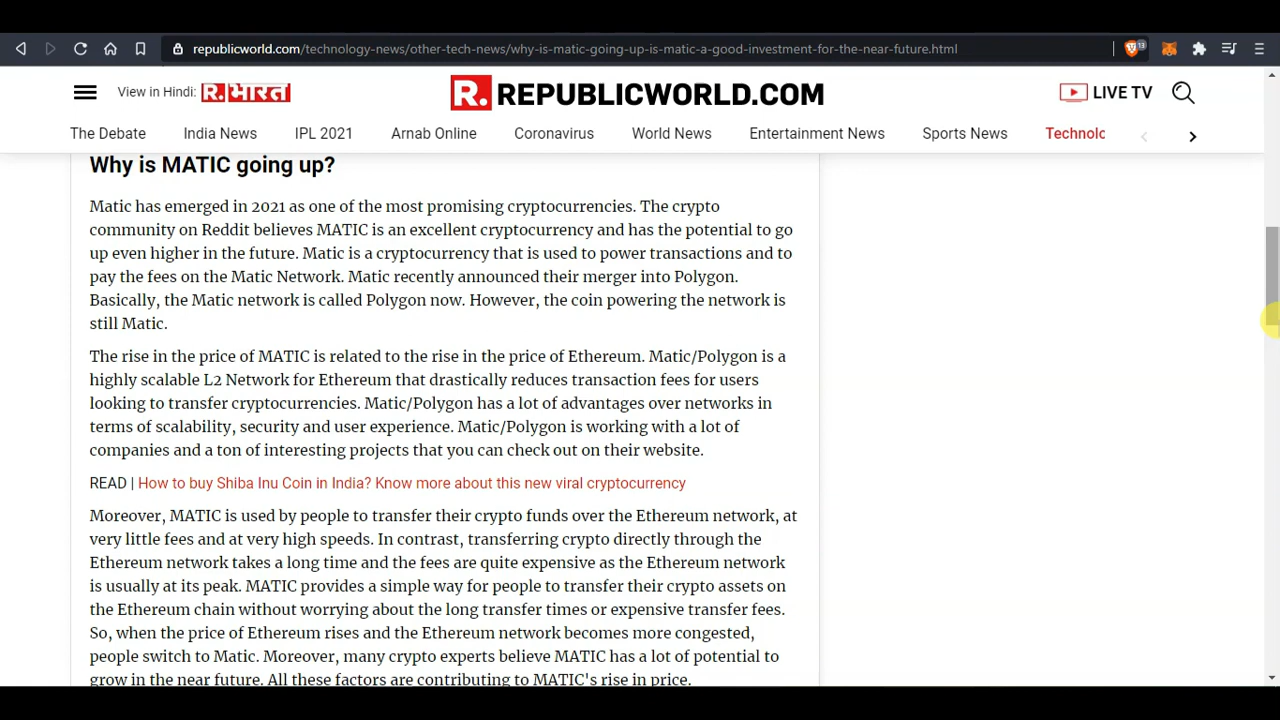 republicworld.com/technology-news/other-tech-news/why-is-matic-going-up-is-matic-a-good-investment-for-the-near-future.html
13
View in Hindi: R. भारत
R. REPUBLICWORLD.COM
LIVE TV
The Debate India News IPL 2021 Arnab Online Coronavirus World News Entertainment News Sports News Technolo
Why is MATIC going up?
Matic has emerged in 2021 as one of the most promising cryptocurrencies. The crypto
community on Reddit believes MATIC is an excellent cryptocurrency and has the potential to go
up even higher in the future. Matic is a cryptocurrency that is used to power transactions and to
pay the fees on the Matic Network. Matic recently announced their merger into Polygon.
Basically, the Matic network is called Polygon now. However, the coin powering the network is
still Matic.
The rise in the price of MATIC is related to the rise in the price of Ethereum. Matic/Polygon is a
highly scalable L2 Network for Ethereum that drastically reduces transaction fees for users
looking to transfer cryptocurrencies. Matic/Polygon has a lot of advantages over networks in
terms of scalability, security and user experience. Matic/Polygon is working with a lot of
companies and a ton of interesting projects that you can check out on their website.
READ | How to buy Shiba Inu Coin in India? Know more about this new viral cryptocurrency
Moreover, MATIC is used by people to transfer their crypto funds over the Ethereum network, at
very little fees and at very high speeds. In contrast, transferring crypto directly through the
Ethereum network takes a long time and the fees are quite expensive as the Ethereum network
is usually at its peak. MATIC provides a simple way for people to transfer their crypto assets on
the Ethereum chain without worrying about the long transfer times or expensive transfer fees.
So, when the price of Ethereum rises and the Ethereum network becomes more congested,
people switch to Matic. Moreover, many crypto experts believe MATIC has a lot of potential to
grow in the near future. All these factors are contributing to MATIC's rise in price.